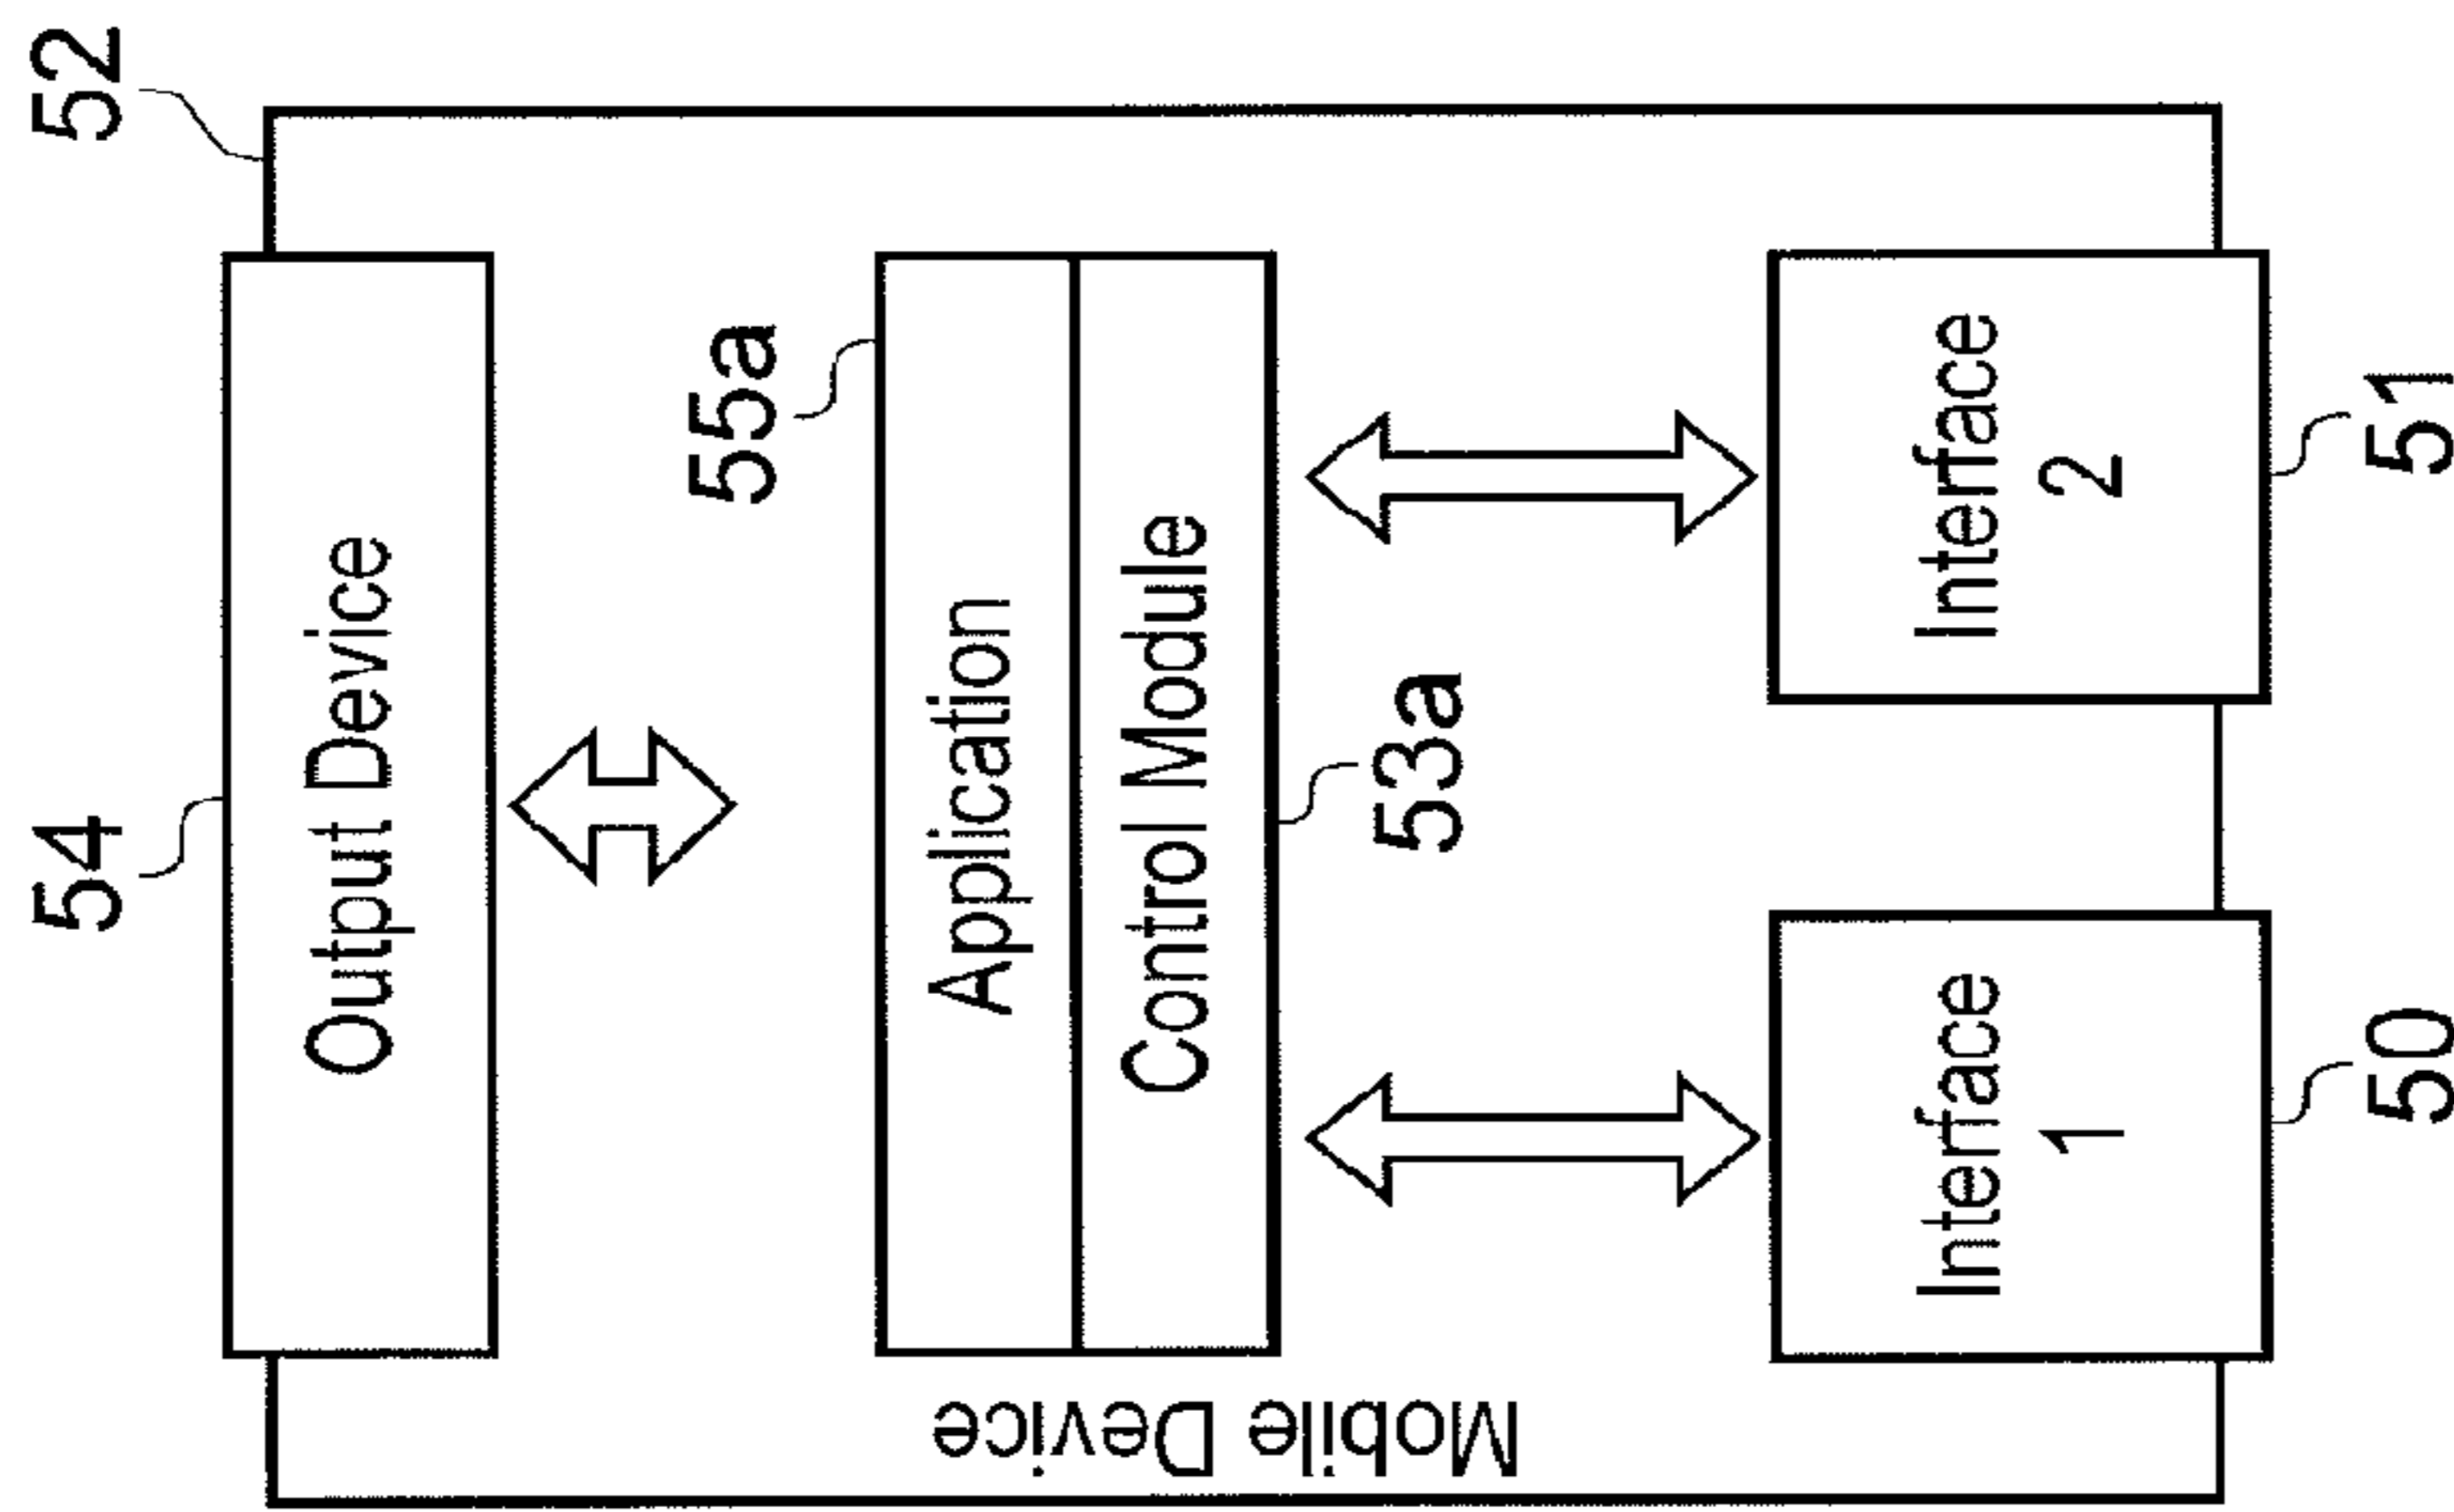 54
52
Output Device
55a
Application
Control Module
53a
Mobile Device
Interface
1
Interface
2
50
51